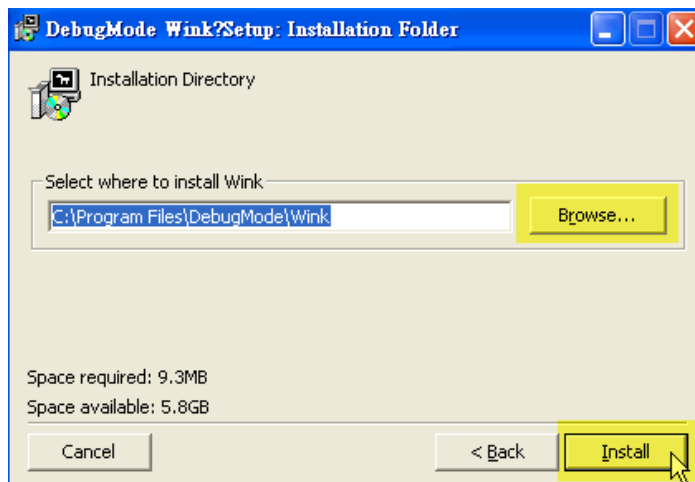 DebugMode Wink?Setup: Installation Folder
Installation Directory
Select where to install Wink
C:\Program Files\DebugMode\Wink
Browse...
Space required: 9.3MB
Space available: 5.8GB
Cancel
< Back
Install